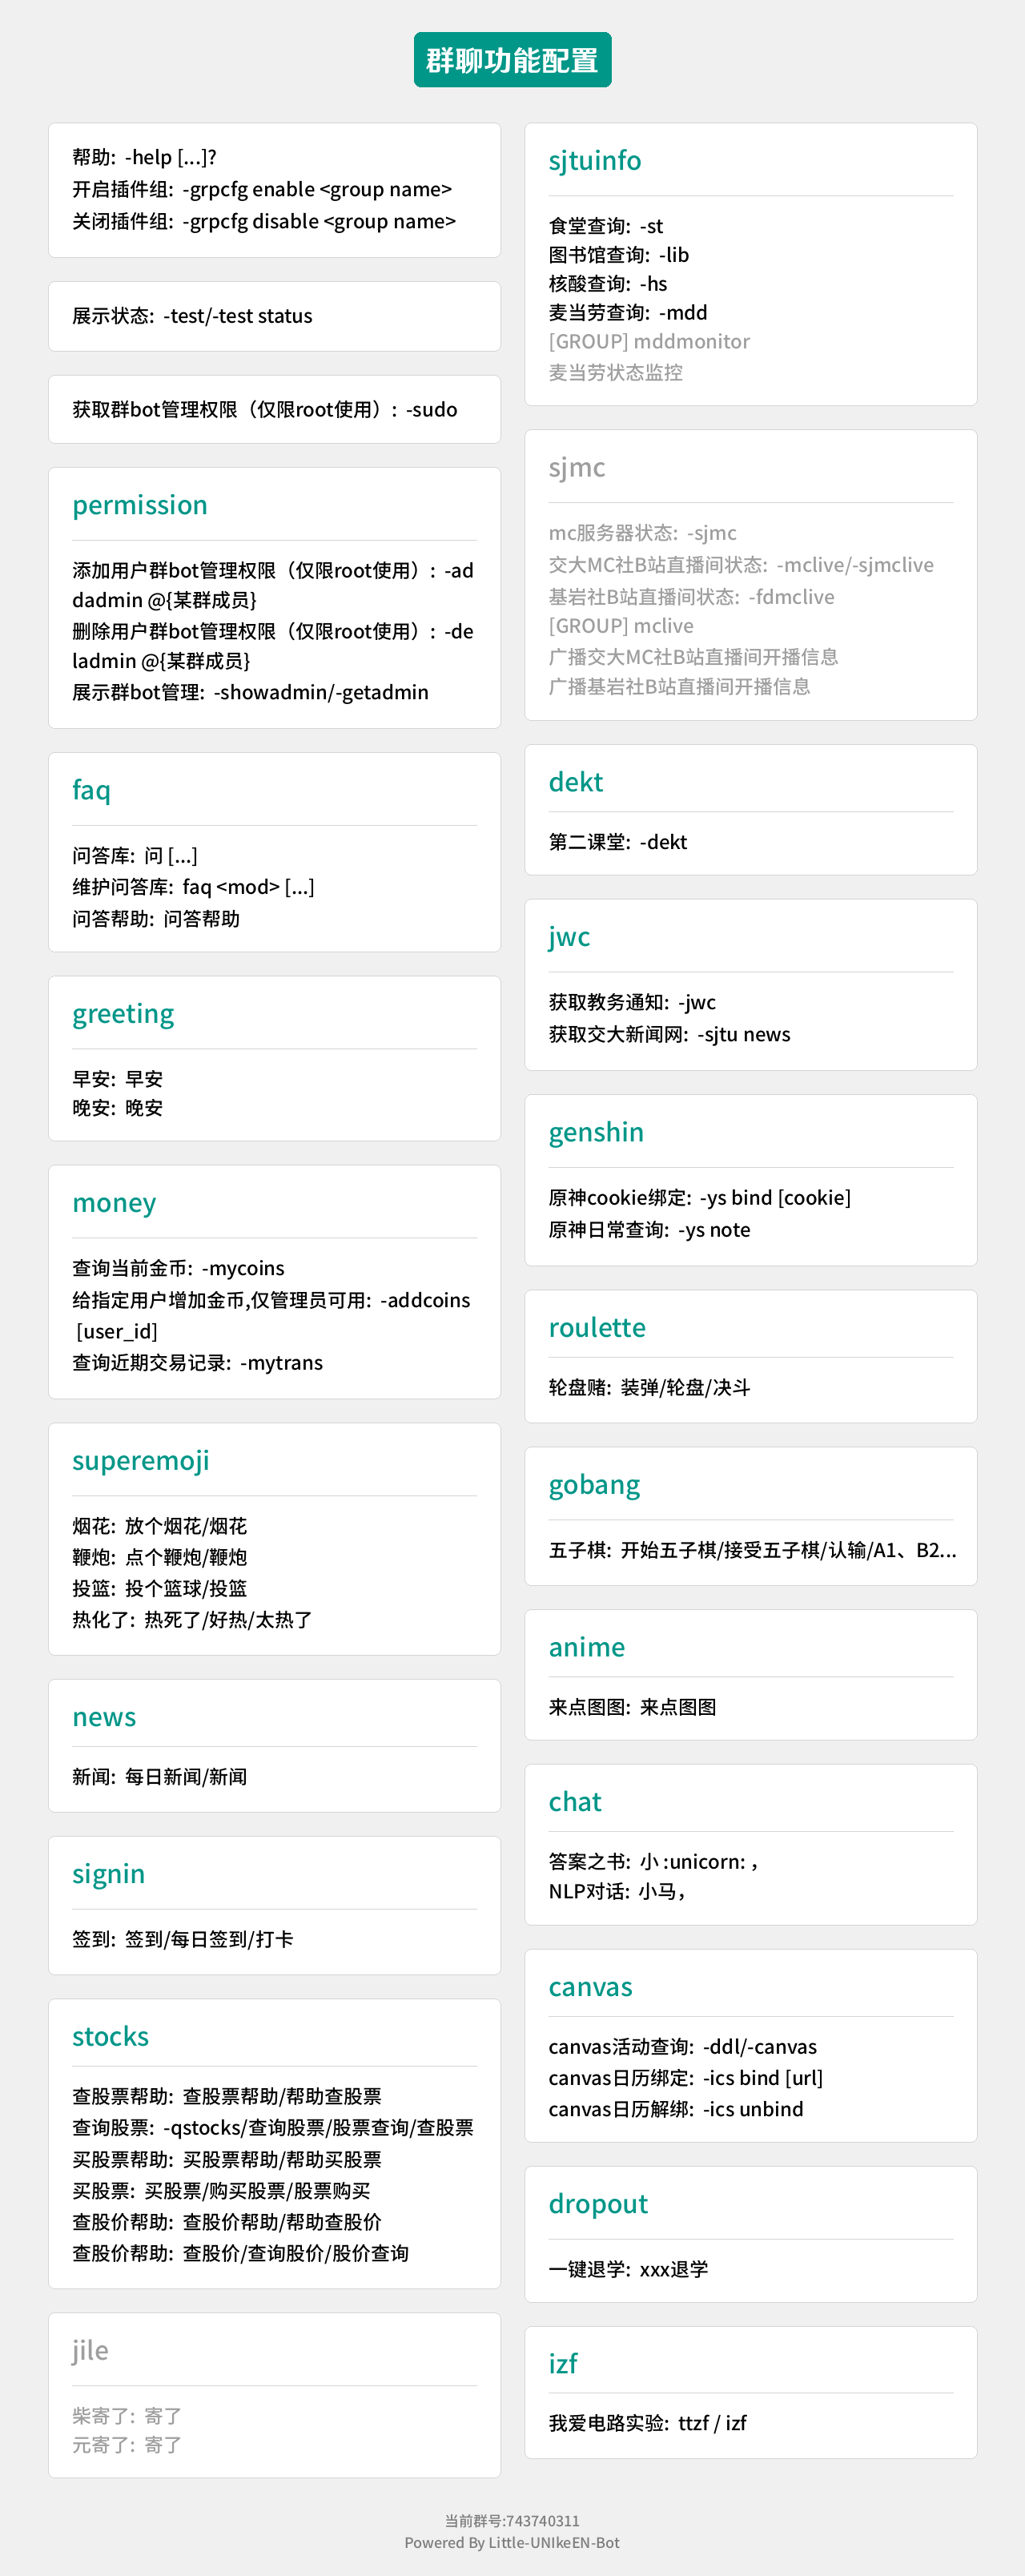 群聊功能配置
帮助: -help [...]?
开启插件组: -grpcfg enable <group name>
关闭插件组: -grpcfg disable <group name>
展示状态: -test/-test status
获取群bot管理权限（仅限root使用）: -sudo
permission
添加用户群bot管理权限（仅限root使用）: -ad
dadmin @{某群成员}
删除用户群bot管理权限（仅限root使用）: -de
ladmin @{某群成员}
展示群bot管理: -showadmin/-getadmin
faq
问答库: 问 [...]
维护问答库: faq <mod> [...]
问答帮助: 问答帮助
greeting
早安: 早安
晚安: 晚安
money
查询当前金币: -mycoins
给指定用户增加金币,仅管理员可用: -addcoins
[user_id]
查询近期交易记录: -mytrans
superemoji
烟花: 放个烟花/烟花
鞭炮: 点个鞭炮/鞭炮
投篮: 投个篮球/投篮
热化了: 热死了/好热/太热了
news
新闻: 每日新闻/新闻
signin
签到: 签到/每日签到/打卡
stocks
查股票帮助: 查股票帮助/帮助查股票
查询股票: -qstocks/查询股票/股票查询/查股票
买股票帮助: 买股票帮助/帮助买股票
买股票: 买股票/购买股票/股票购买
查股价帮助: 查股价帮助/帮助查股价
查股价帮助: 查股价/查询股价/股价查询
jile
柴寄了: 寄了
元寄了: 寄了
sjtuinfo
食堂查询: -st
图书馆查询: -lib
核酸查询: -hs
麦当劳查询: -mdd
[GROUP] mddmonitor
麦当劳状态监控
sjmc
mc服务器状态: -sjmc
交大MC社B站直播间状态: -mclive/-sjmclive
基岩社B站直播间状态: -fdmclive
[GROUP] mclive
广播交大MC社B站直播间开播信息
广播基岩社B站直播间开播信息
dekt
第二课堂: -dekt
jwc
获取教务通知: -jwc
获取交大新闻网: -sjtu news
genshin
原神cookie绑定: -ys bind [cookie]
原神日常查询: -ys note
roulette
轮盘赌: 装弹/轮盘/决斗
gobang
五子棋: 开始五子棋/接受五子棋/认输/A1、B2...
anime
来点图图: 来点图图
chat
答案之书: 小 :unicorn: ，
NLP对话: 小马，
canvas
canvas活动查询: -ddl/-canvas
canvas日历绑定: -ics bind [url]
canvas日历解绑: -ics unbind
dropout
一键退学: xxx退学
izf
我爱电路实验: ttzf / izf
当前群号:743740311
Powered By Little-UNIkeEN-Bot